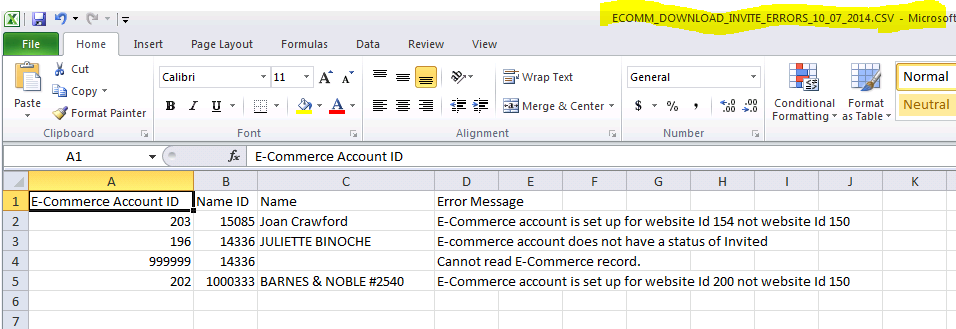 ECOMM_DOWNLOAD_INVITE_ERRORS_10_07_2014.CSV - Microsoft
File Home Insert Page Layout Formulas Data Review View
Paste
Cut
Copy
Format Painter
Clipboard
Calibri 11 A A
B I U A
Font
Wrap Text
Merge & Center
Alignment
General
$ % , .00 .00
Number
Conditional Formatting
Format as Table
Normal
Neutral
A1 fx E-Commerce Account ID
A B C D E F G H I J K
1 E-Commerce Account ID Name ID Name Error Message
2 203 15085 Joan Crawford E-Commerce account is set up for website Id 154 not website Id 150
3 196 14336 JULIETTE BINOCHE E-commerce account does not have a status of Invited
4 999999 14336 Cannot read E-Commerce record.
5 202 1000333 BARNES & NOBLE #2540 E-Commerce account is set up for website Id 200 not website Id 150
6
7